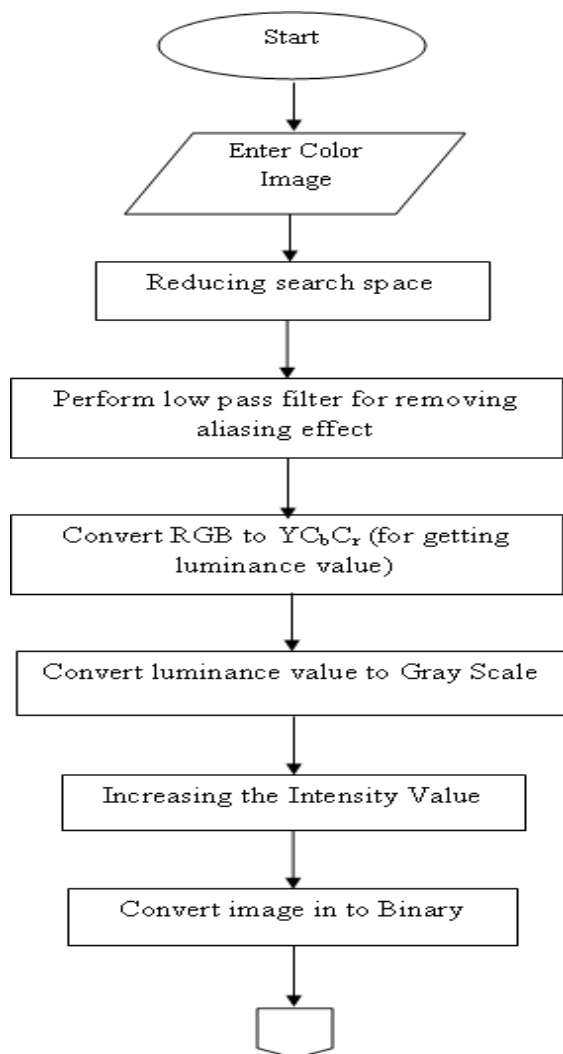 Start
Enter Color
Image
Reducing search space
Perform low pass filter for removing
aliasing effect
Convert RGB to YCbCr (for getting
luminance value)
Convert luminance value to Gray Scale
Increasing the Intensity Value
Convert image in to Binary